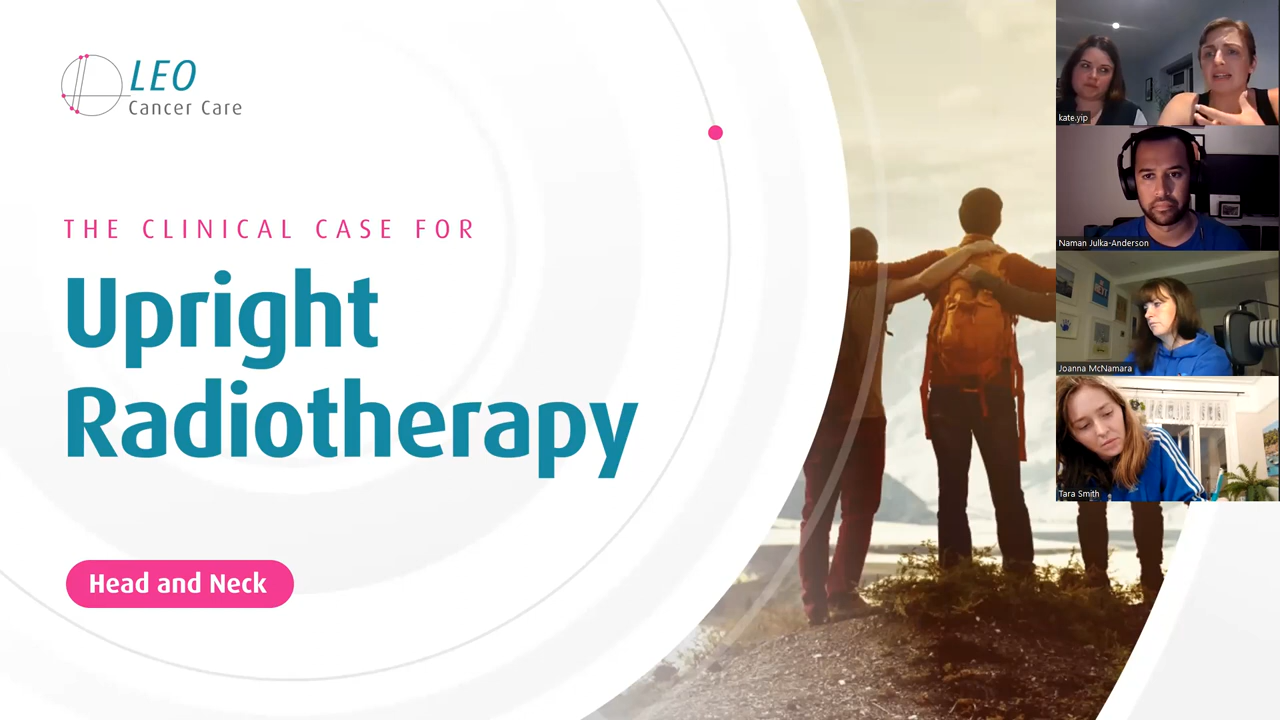 LEO
Cancer Care
THE CLINICAL CASE FOR
Upright
Radiotherapy
Head and Neck
kate.yip
Naman Julka-Anderson
Joanna McNamara
Tara Smith